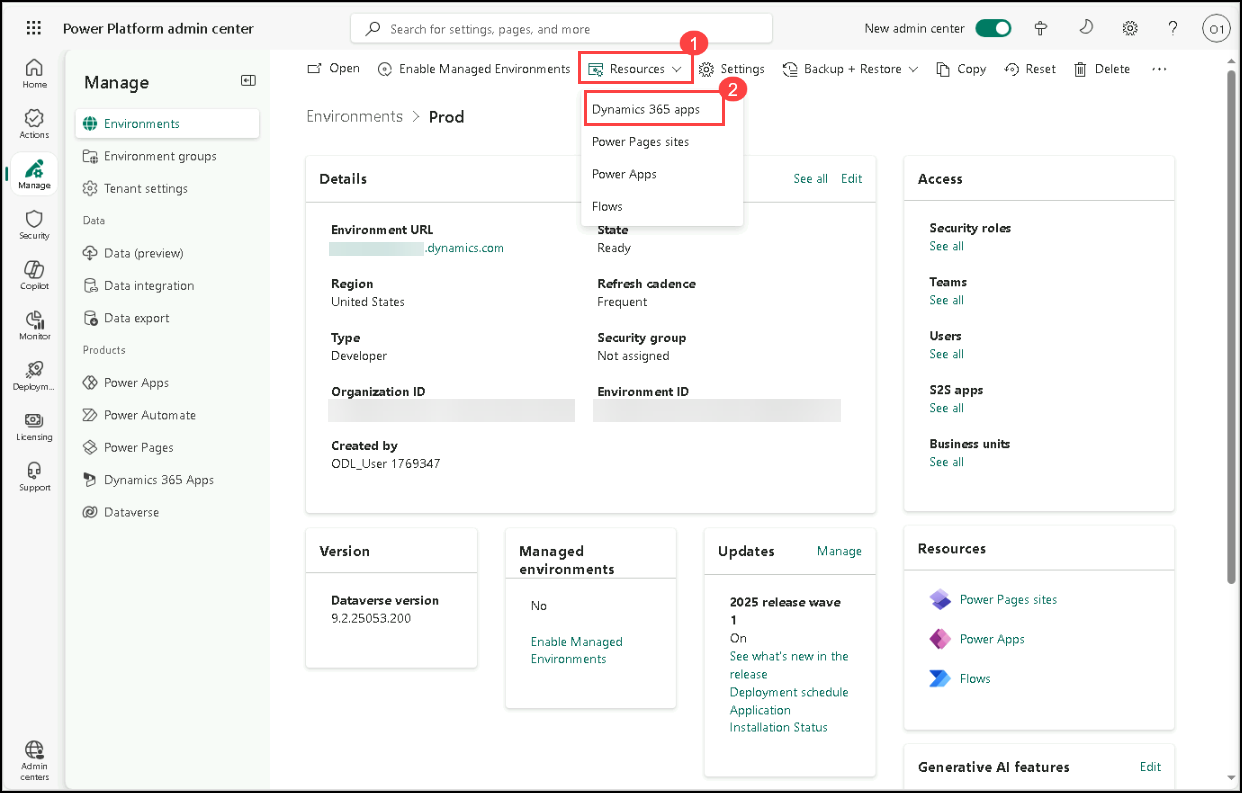 Power Platform admin center
Search for settings, pages, and more
New admin center
?
O1
1
2
Home
Actions
Manage
Security
Copilot
Monitor
Deploym...
Licensing
Support
Admin
centers
Manage
Environments
Environment groups
Tenant settings
Data
Data (preview)
Data integration
Data export
Products
Power Apps
Power Automate
Power Pages
Dynamics 365 Apps
Dataverse
Open
Enable Managed Environments
Resources
Settings
Backup + Restore
Copy
Reset
Delete
...
Dynamics 365 apps
Power Pages sites
Power Apps
Flows
Environments > Prod
Details
See all
Edit
Environment URL
.dynamics.com
State
Ready
Region
United States
Refresh cadence
Frequent
Type
Developer
Security group
Not assigned
Organization ID
Environment ID
Created by
ODL_User 1769347
Access
Security roles
See all
Teams
See all
Users
See all
S2S apps
See all
Business units
See all
Version
Dataverse version
9.2.25053.200
Managed
environments
No
Enable Managed
Environments
Updates
Manage
2025 release wave
1
On
See what's new in the
release
Deployment schedule
Application
Installation Status
Resources
Power Pages sites
Power Apps
Flows
Generative AI features
Edit